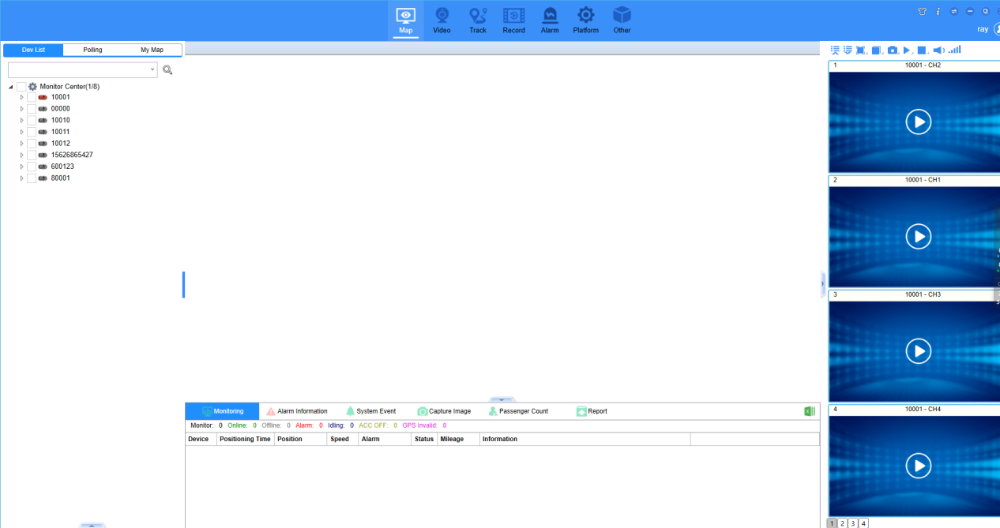 Map Video Track Record Alarm Platform Other
ray
Dev List Polling My Map
Monitor Center(1/8)
10001
00000
10010
10011
10012
15626865427
600123
80001
Monitoring Alarm Information System Event Capture Image Passenger Count Report
Monitor: 0 Online: 0 Offline: 0 Alarm: 0 Idling: 0 ACC OFF: 0 GPS Invalid: 0
Device Positioning Time Position Speed Alarm Status Mileage Information
1 10001 - CH2
2 10001 - CH1
3 10001 - CH3
4 10001 - CH4
1 2 3 4